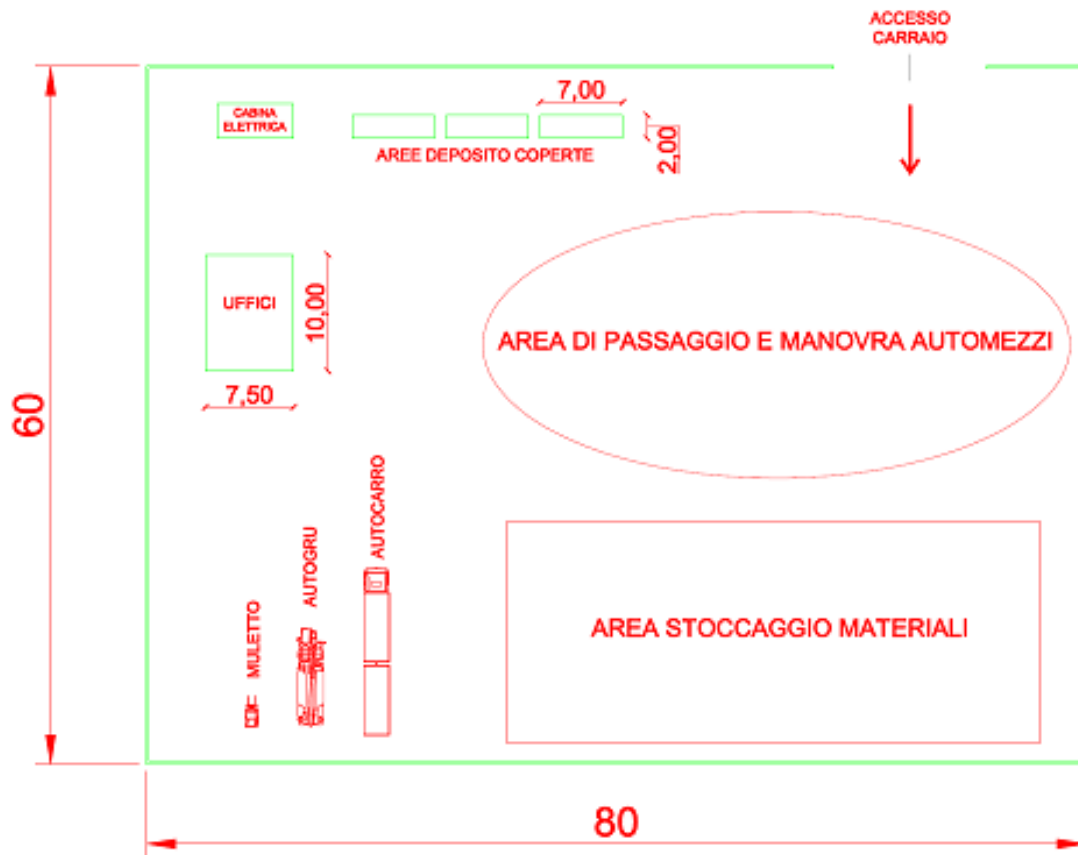 ACCESSO
CARRAIO
7,00
CABINA
ELETTRICA
2,00
AREE DEPOSITO COPERTE
UFFICI
10,00
AREA DI PASSAGGIO E MANOVRA AUTOMEZZI
7,50
60
AUTOCARRO
AUTOGRU
MULETTO
AREA STOCCAGGIO MATERIALI
80